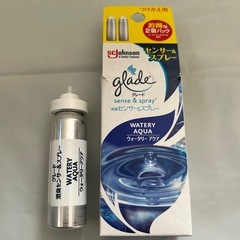 つけかえ用
お得な
2個パック
SCJohnson
A Family Company
センサー&
スプレー
glade
グレード
sense & spray
消臭センサー&スプレー
WATERY
AQUA
ウォータリーアクア
グレード
消臭センサー&スプレー
WATERY AQUA
ウォータリーアクア